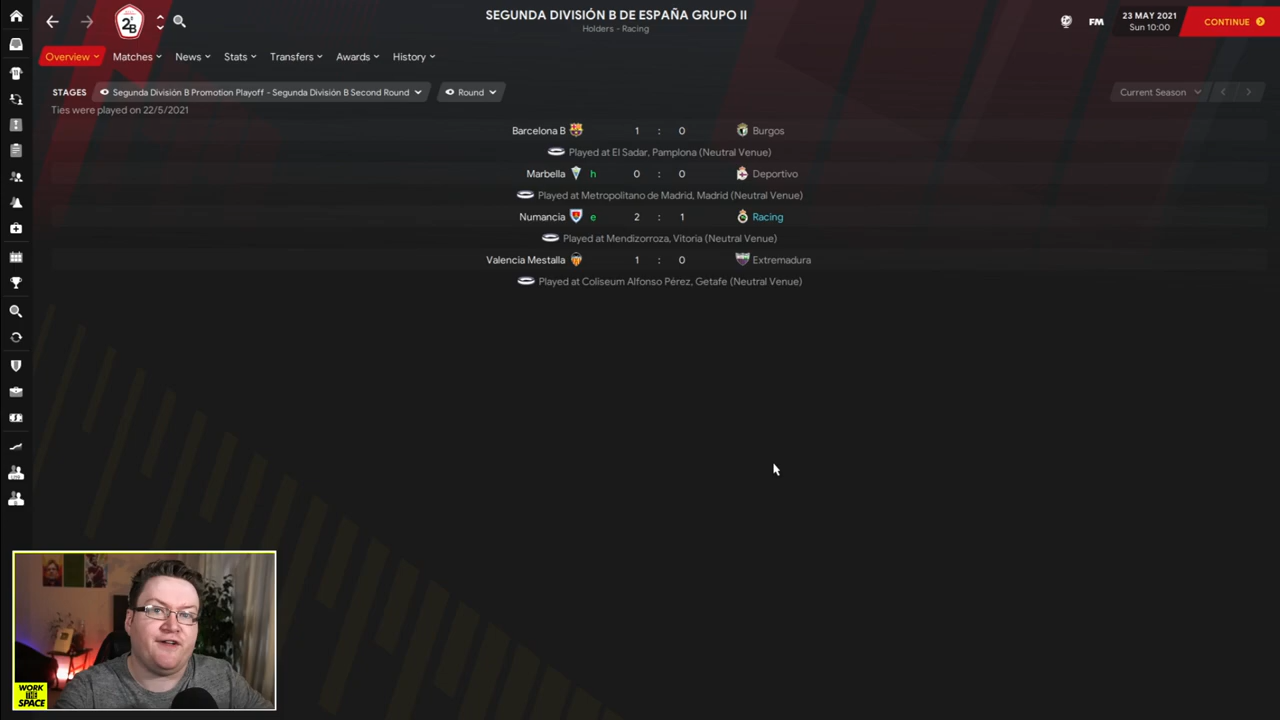 SEGUNDA DIVISIÓN B DE ESPAÑA GRUPO II
Holders - Racing
2ªB
FM
23 MAY 2021
Sun 10:00
CONTINUE
Overview
Matches
News
Stats
Transfers
Awards
History
STAGES
Segunda División B Promotion Playoff - Segunda División B Second Round
Round
Current Season
Ties were played on 22/5/2021
Barcelona B 1 : 0 Burgos
Played at El Sadar, Pamplona (Neutral Venue)
Marbella h 0 : 0 Deportivo
Played at Metropolitano de Madrid, Madrid (Neutral Venue)
Numancia e 2 : 1 Racing
Played at Mendizorroza, Vitoria (Neutral Venue)
Valencia Mestalla 1 : 0 Extremadura
Played at Coliseum Alfonso Pérez, Getafe (Neutral Venue)
WORK
THE
SPACE